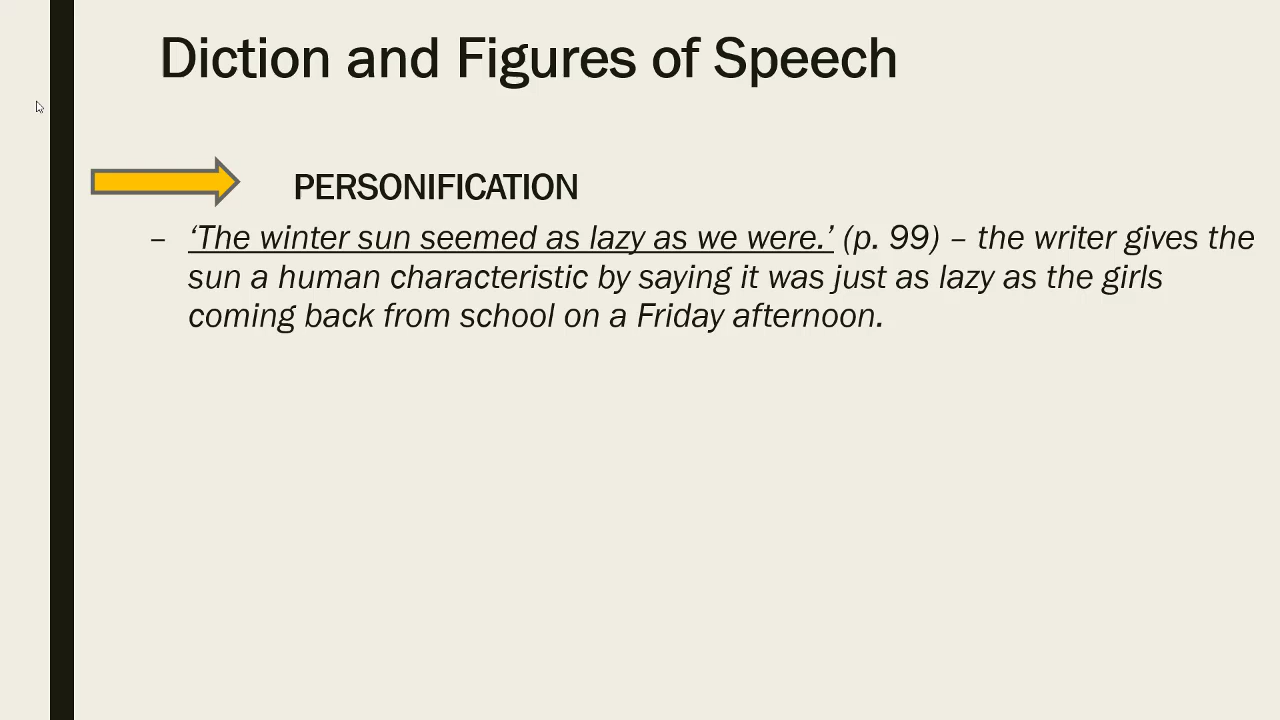 Diction and Figures of Speech
PERSONIFICATION
– ‘The winter sun seemed as lazy as we were.’ (p. 99) – the writer gives the
sun a human characteristic by saying it was just as lazy as the girls
coming back from school on a Friday afternoon.